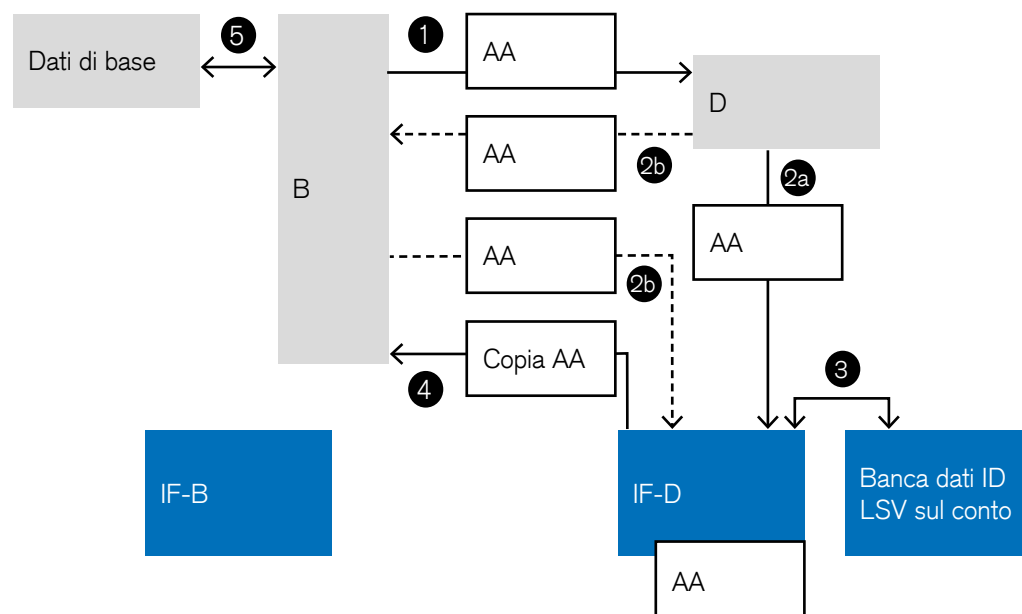 5
1
AA
Dati di base
D
AA
2b
2a
B
AA
AA
2b
Copia AA
3
4
IF-B
IF-D
Banca dati ID
LSV sul conto
AA